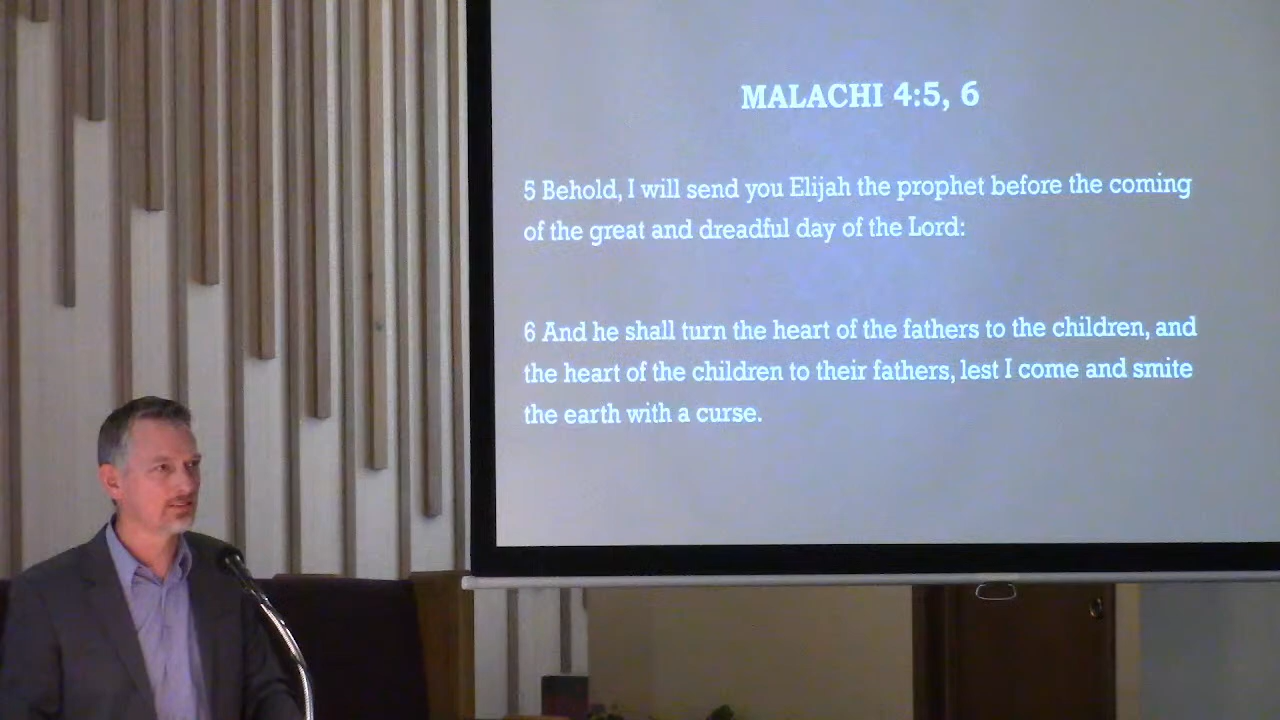 MALACHI 4:5, 6
5 Behold, I will send you Elijah the prophet before the coming
of the great and dreadful day of the Lord:
6 And he shall turn the heart of the fathers to the children, and
the heart of the children to their fathers, lest I come and smite
the earth with a curse.